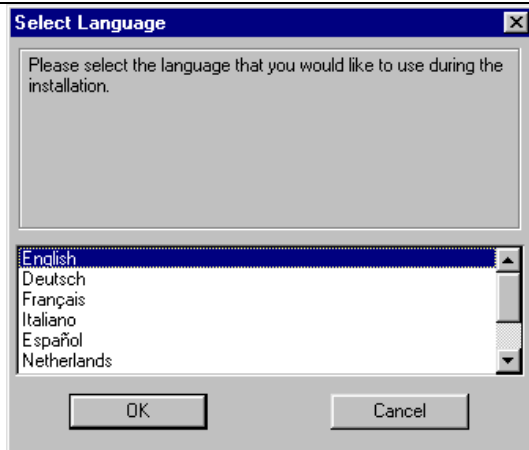 Select Language
Please select the language that you would like to use during the
installation.
English
Deutsch
Français
Italiano
Español
Netherlands
OK
Cancel